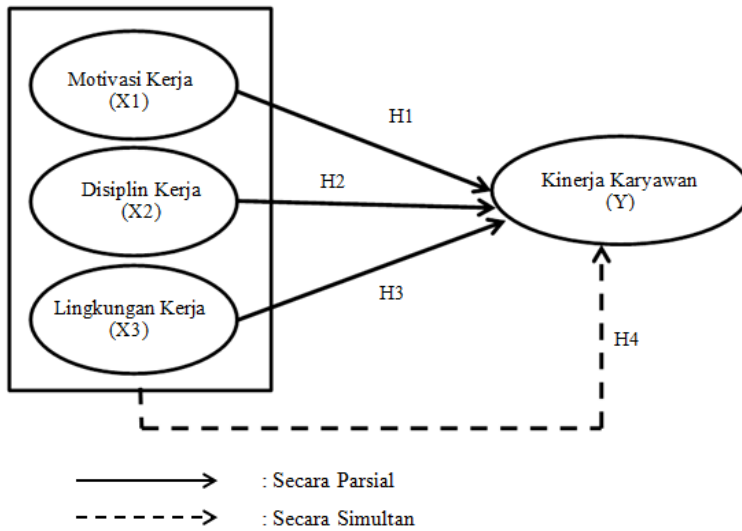 Motivasi Kerja
(X1)
H1
Disiplin Kerja
(X2)
H2
Kinerja Karyawan
(Y)
Lingkungan Kerja
(X3)
H3
H4
: Secara Parsial
: Secara Simultan